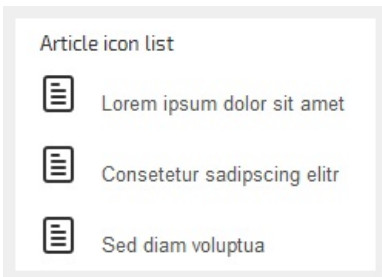 Article icon list
Lorem ipsum dolor sit amet
Consetetur sadipscing elitr
Sed diam voluptua